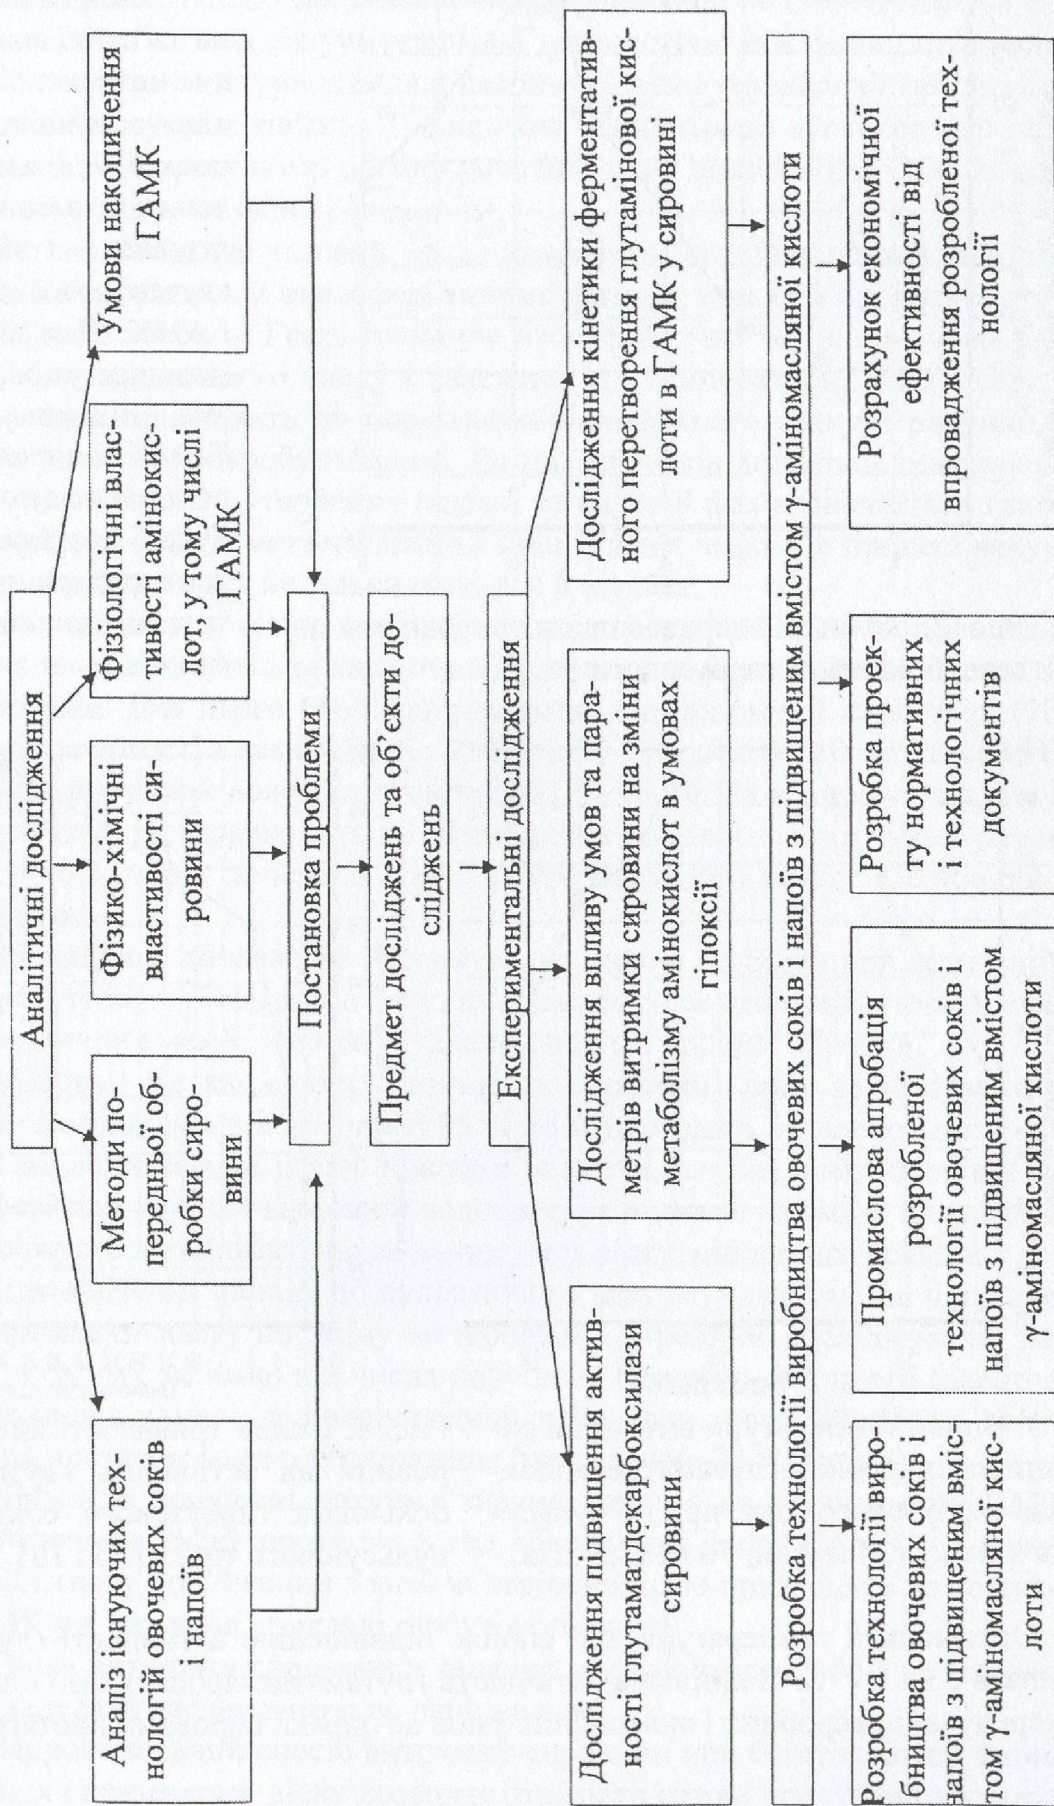 Аналітичні дослідження
Аналіз існуючих тех-
нологій овочевих соків
і напоїв
Методи по-
передньої об-
робки сиро-
вини
Фізико-хімічні
властивості си-
ровини
Фізіологічні влас-
тивості амінокис-
лот, у тому числі
ГАМК
Умови накопичення
ГАМК
Постановка проблеми
Предмет досліджень та об’єкти до-
сліджень
Експериментальні дослідження
Дослідження підвищення актив-
ності глутаматдекарбоксилази
сировини
Дослідження впливу умов та пара-
метрів витримки сировини на зміни
метаболізму амінокислот в умовах
гіпоксії
Дослідження кінетики ферментатив-
ного перетворення глутамінової кис-
лоти в ГАМК у сировині
Розробка технології виробництва овочевих соків і напоїв з підвищеним вмістом γ-аміномасляної кислоти
Розробка технології виро-
бництва овочевих соків і
напоїв з підвищеним вміс-
том γ-аміномасляної кис-
лоти
Промислова апробація
розробленої
технології овочевих соків і
напоїв з підвищеним вмістом
γ-аміномасляної кислоти
Розробка проек-
ту нормативних
і технологічних
документів
Розрахунок економічної
ефективності від
впровадження розробленої тех-
нології